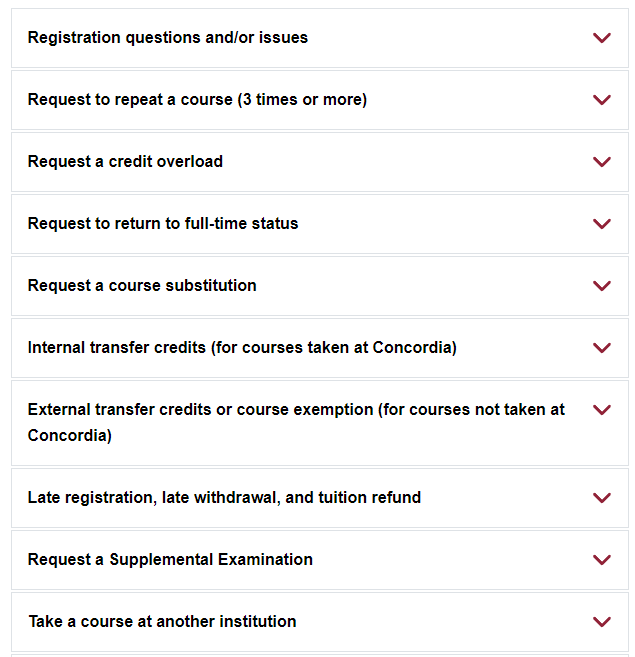 Registration questions and/or issues
Request to repeat a course (3 times or more)
Request a credit overload
Request to return to full-time status
Request a course substitution
Internal transfer credits (for courses taken at Concordia)
External transfer credits or course exemption (for courses not taken at
Concordia)
Late registration, late withdrawal, and tuition refund
Request a Supplemental Examination
Take a course at another institution